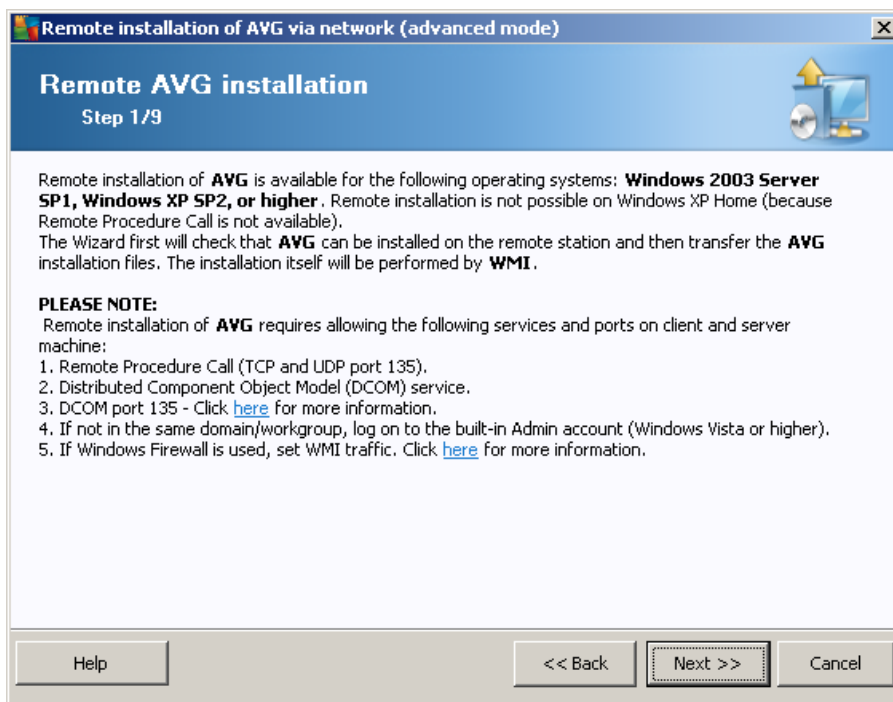 Remote installation of AVG via network (advanced mode)
Remote AVG installation
Step 1/9
Remote installation of AVG is available for the following operating systems: Windows 2003 Server
SP1, Windows XP SP2, or higher. Remote installation is not possible on Windows XP Home (because
Remote Procedure Call is not available).
The Wizard first will check that AVG can be installed on the remote station and then transfer the AVG
installation files. The installation itself will be performed by WMI.
PLEASE NOTE:
Remote installation of AVG requires allowing the following services and ports on client and server
machine:
1. Remote Procedure Call (TCP and UDP port 135).
2. Distributed Component Object Model (DCOM) service.
3. DCOM port 135 - Click here for more information.
4. If not in the same domain/workgroup, log on to the built-in Admin account (Windows Vista or higher).
5. If Windows Firewall is used, set WMI traffic. Click here for more information.
Help
<< Back
Next >>
Cancel